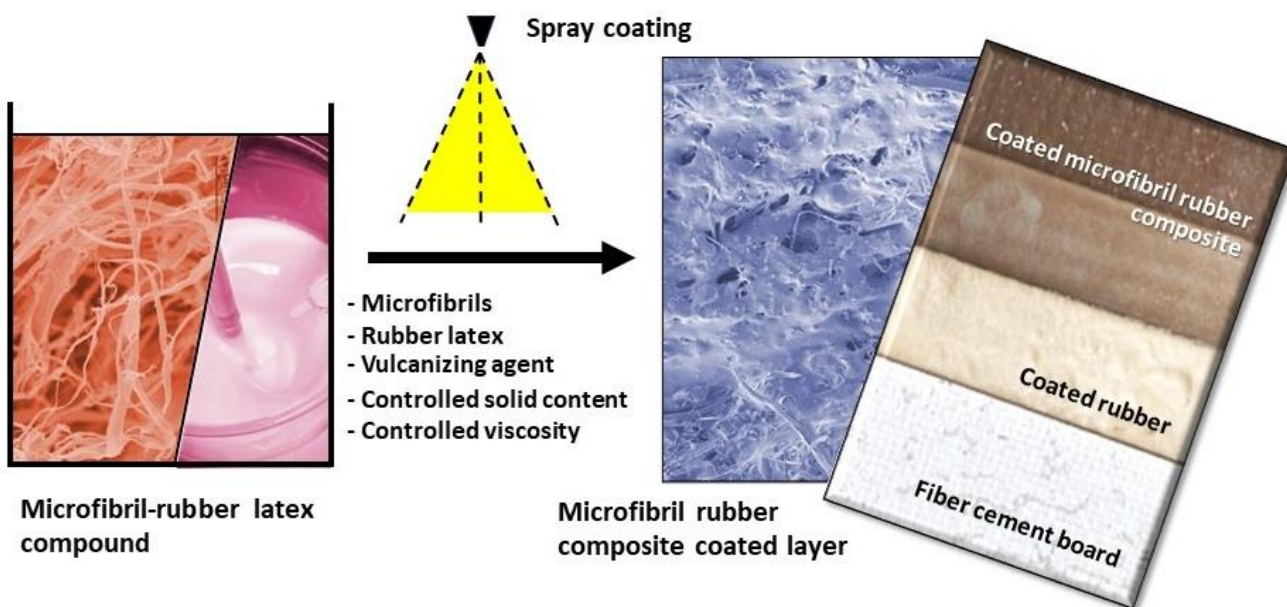 Spray coating
- Microfibrils
- Rubber latex
- Vulcanizing agent
- Controlled solid content
- Controlled viscosity
Microfibril-rubber latex
compound
Microfibril rubber
composite coated layer
Coated microfibril rubber
composite
Coated rubber
Fiber cement board